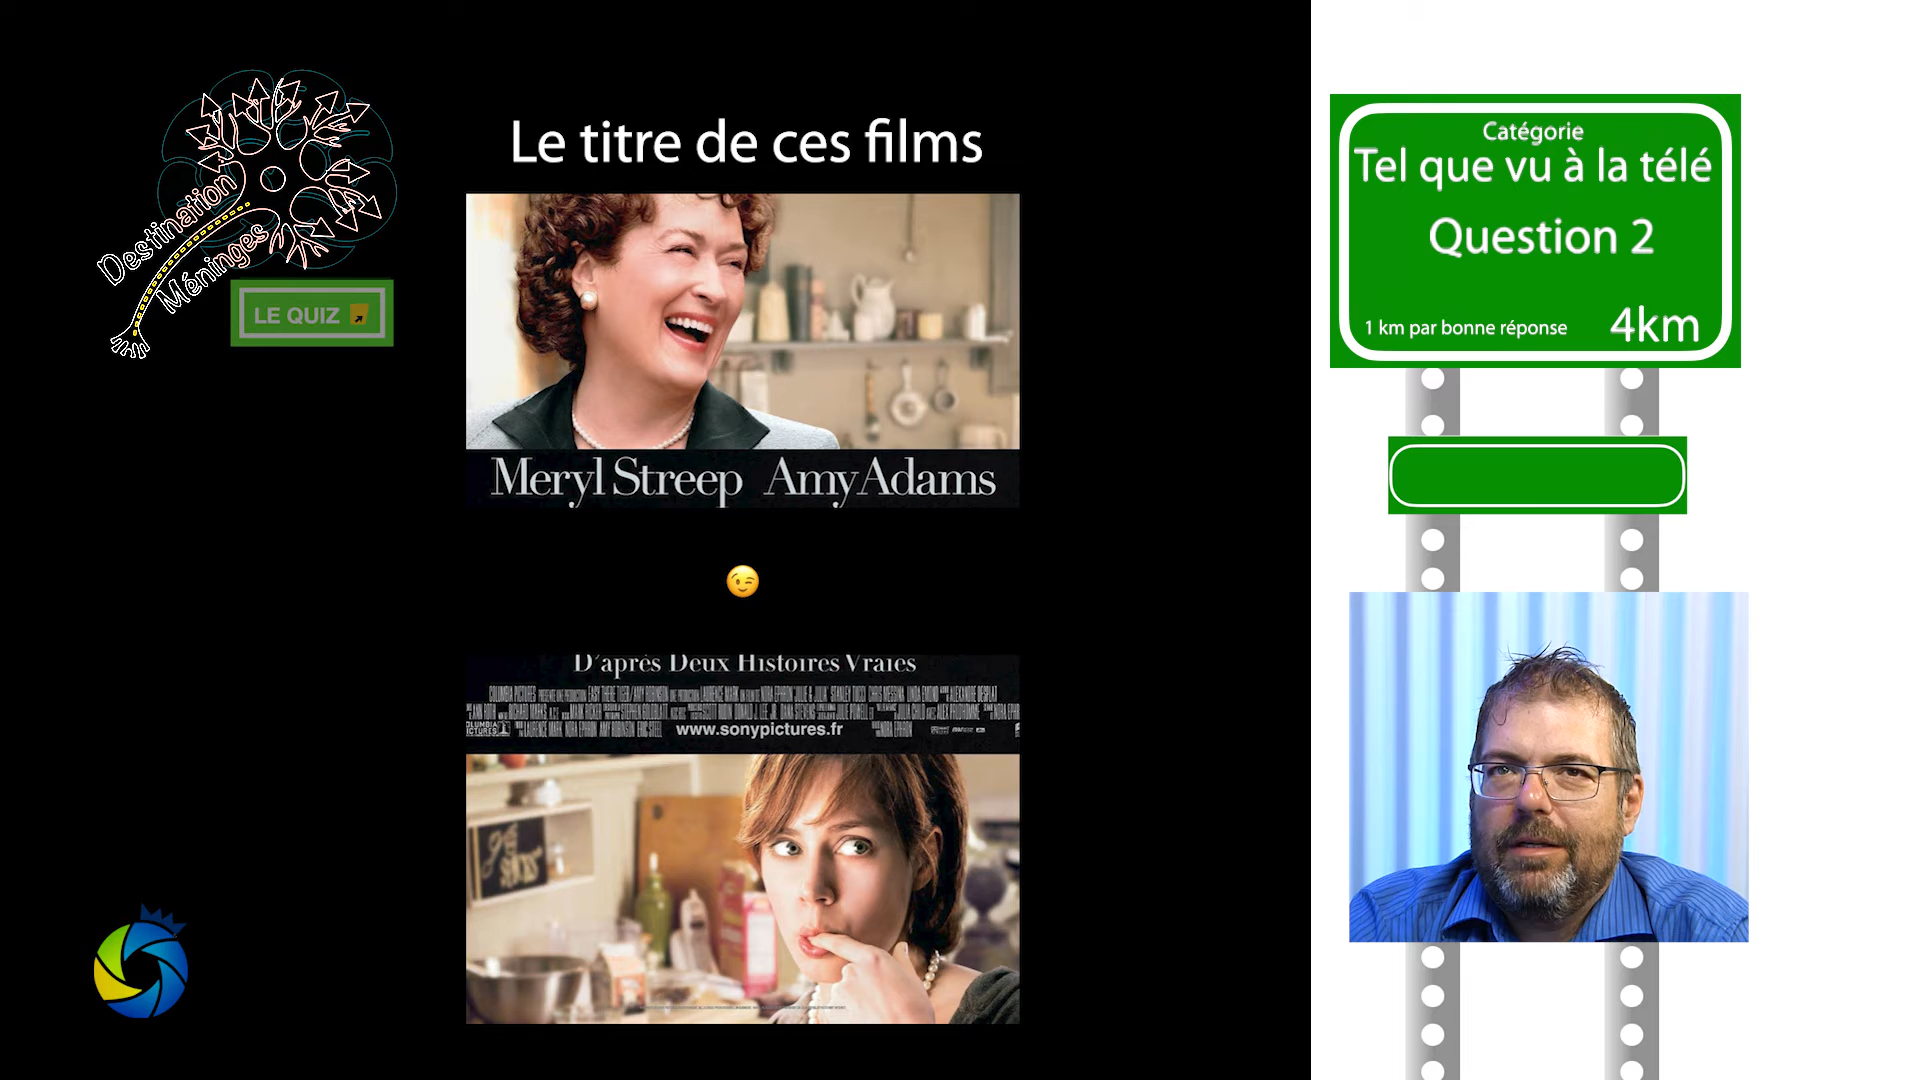 Destination
Méninges
LE QUIZ
Le titre de ces films
Meryl Streep Amy Adams
D'après Deux Histoires Vraies
www.sonypictures.fr
Catégorie
Tel que vu à la télé
Question 2
1 km par bonne réponse
4km